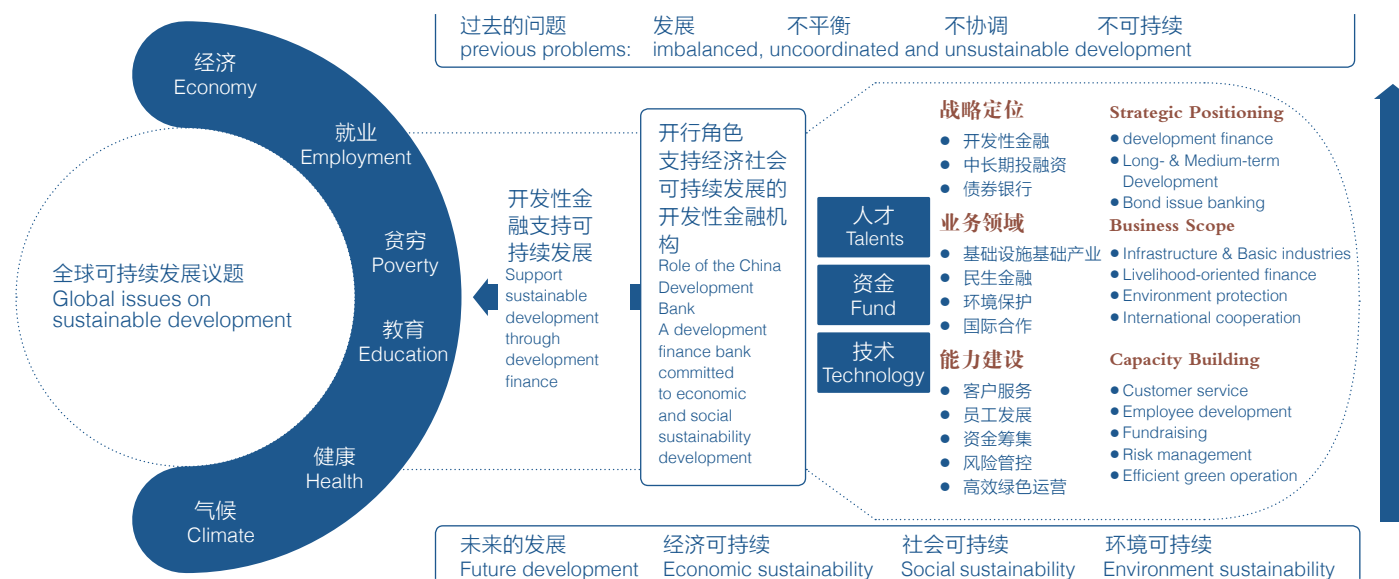 过去的问题 发展 不平衡 不协调 不可持续
previous problems: imbalanced, uncoordinated and unsustainable development
经济
Economy
就业
Employment
贫穷
Poverty
教育
Education
健康
Health
气候
Climate
全球可持续发展议题
Global issues on
sustainable development
开发性金
融支持可
持续发展
Support
sustainable
development
through
development
finance
开行角色
支持经济社会
可持续发展的
开发性金融机
构
Role of the China
Development
Bank
A development
finance bank
committed
to economic
and social
sustainability
development
人才
Talents
资金
Fund
技术
Technology
战略定位
● 开发性金融
● 中长期投融资
● 债券银行
业务领域
● 基础设施基础产业
● 民生金融
● 环境保护
● 国际合作
能力建设
● 客户服务
● 员工发展
● 资金筹集
● 风险管控
● 高效绿色运营
Strategic Positioning
● development finance
● Long- & Medium-term
Development
● Bond issue banking
Business Scope
● Infrastructure & Basic industries
● Livelihood-oriented finance
● Environment protection
● International cooperation
Capacity Building
● Customer service
● Employee development
● Fundraising
● Risk management
● Efficient green operation
未来的发展 经济可持续 社会可持续 环境可持续
Future development Economic sustainability Social sustainability Environment sustainability